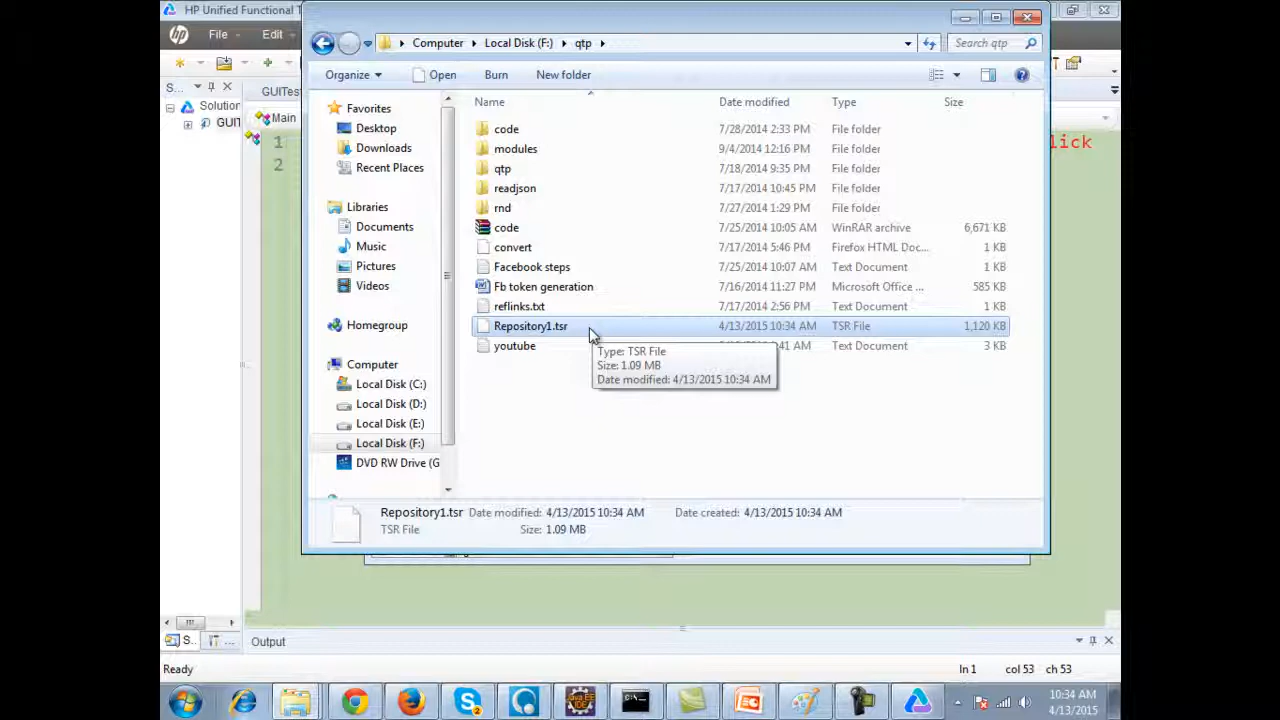 HP Unified Functional T
hp File Edit
Computer Local Disk (F:) qtp Search qtp
Organize Open Burn New folder
S...
Solution
GUIT
GUITes
Main
1
2
lick
Favorites
Desktop
Downloads
Recent Places
Libraries
Documents
Music
Pictures
Videos
Homegroup
Computer
Local Disk (C:)
Local Disk (D:)
Local Disk (E:)
Local Disk (F:)
DVD RW Drive (G
Name Date modified Type Size
code 7/28/2014 2:33 PM File folder
modules 9/4/2014 12:16 PM File folder
qtp 7/18/2014 9:35 PM File folder
readjson 7/17/2014 10:45 PM File folder
rnd 7/27/2014 1:29 PM File folder
code 7/25/2014 10:05 AM WinRAR archive 6,671 KB
convert 7/17/2014 5:46 PM Firefox HTML Doc... 1 KB
Facebook steps 7/25/2014 10:07 AM Text Document 1 KB
Fb token generation 7/16/2014 11:27 PM Microsoft Office ... 585 KB
reflinks.txt 7/17/2014 2:56 PM Text Document 1 KB
Repository1.tsr 4/13/2015 10:34 AM TSR File 1,120 KB
youtube :41 AM Text Document 3 KB
Type: TSR File
Size: 1.09 MB
Date modified: 4/13/2015 10:34 AM
Repository1.tsr Date modified: 4/13/2015 10:34 AM Date created: 4/13/2015 10:34 AM
TSR File Size: 1.09 MB
S... ...
Output
Ready ln 1 col 53 ch 53
Java EE
IDE
2
10:34 AM
4/13/2015